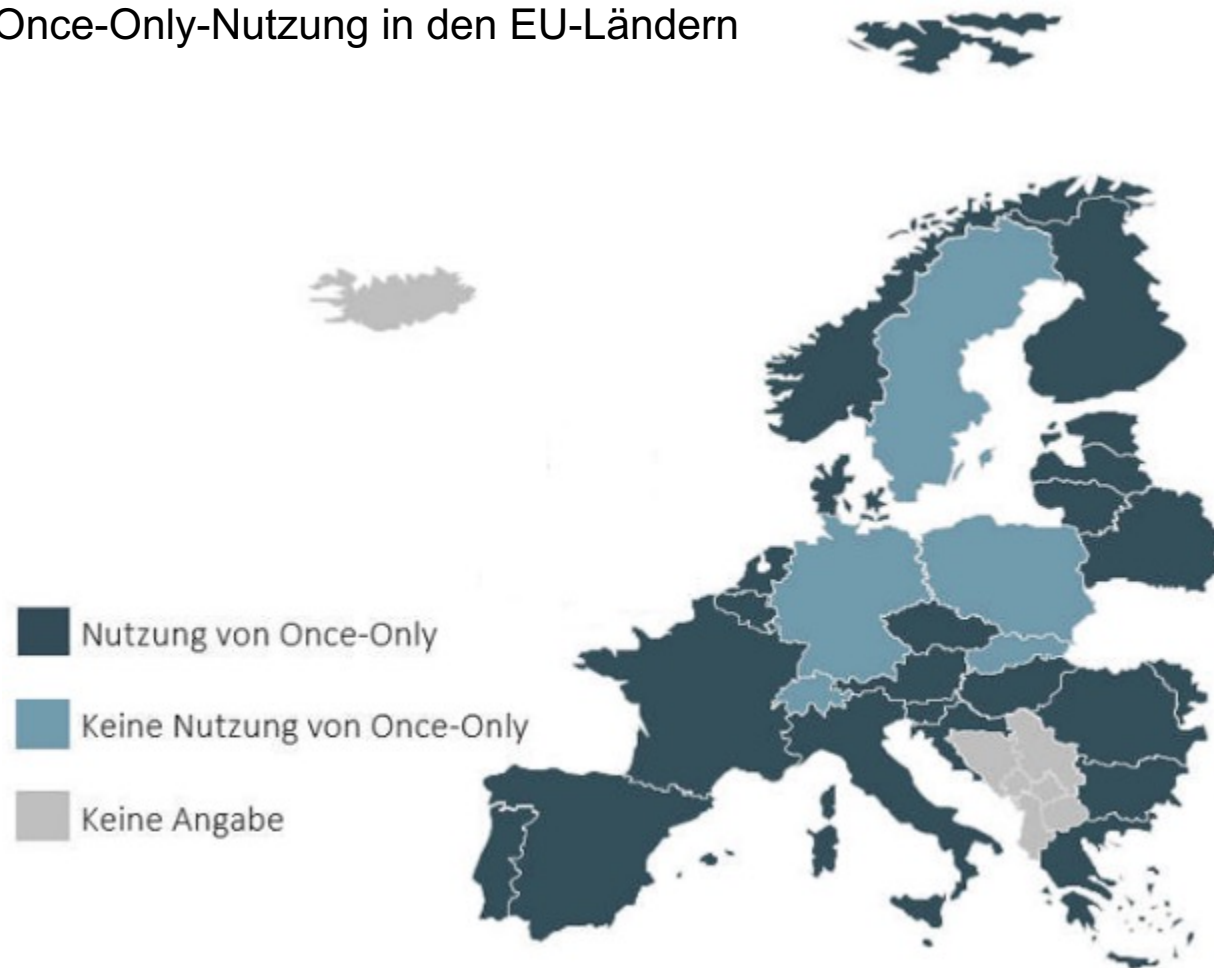 Once-Only-Nutzung in den EU-Ländern
Nutzung von Once-Only
Keine Nutzung von Once-Only
Keine Angabe